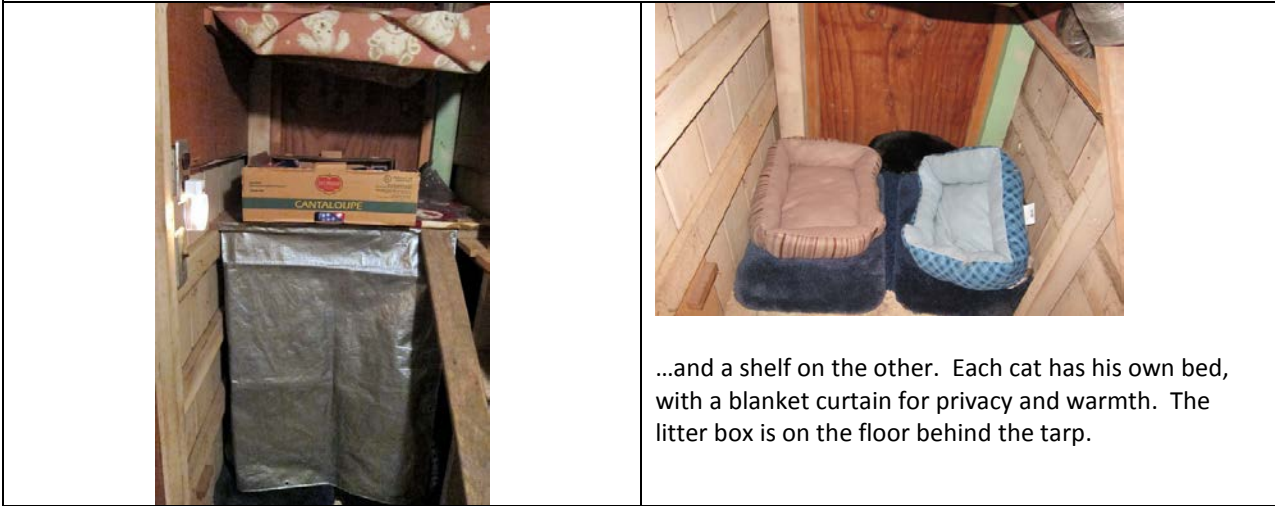 CANTALOUPE
…and a shelf on the other.  Each cat has his own bed,
with a blanket curtain for privacy and warmth.  The
litter box is on the floor behind the tarp.